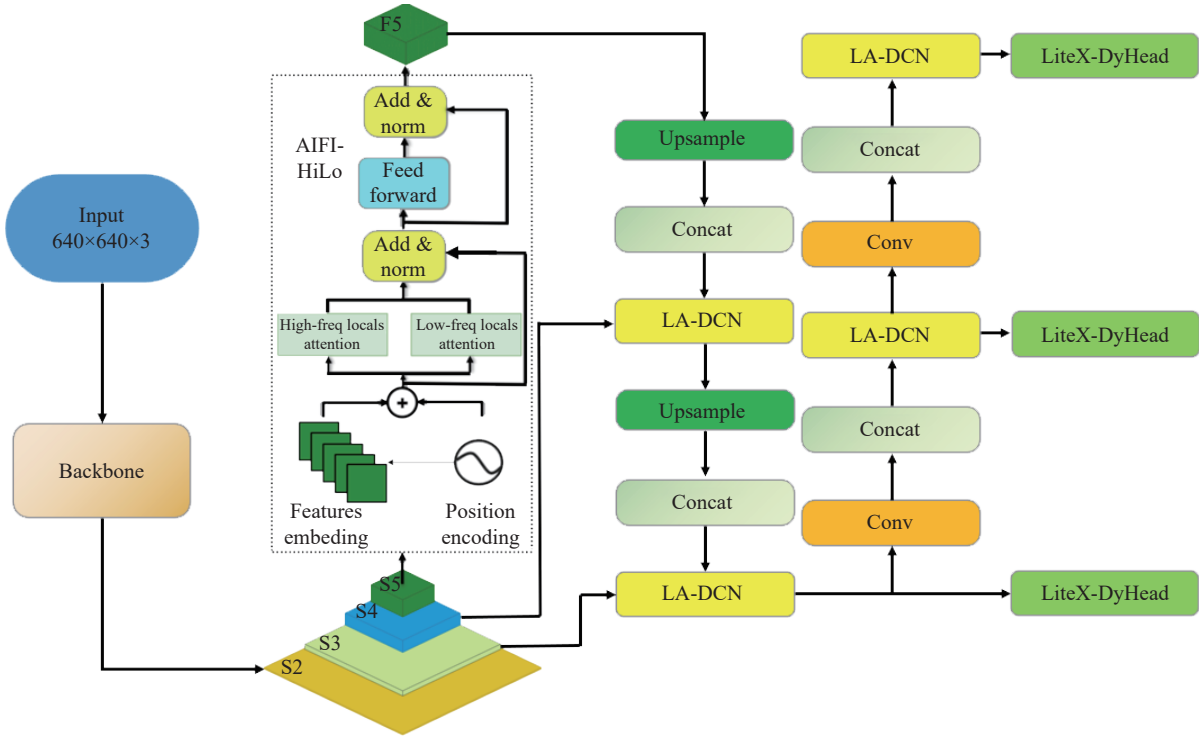 Input
640×640×3
Backbone
F5
AIFI-
HiLo
Add &
norm
Feed
forward
Add &
norm
High-freq locals
attention
Low-freq locals
attention
+
Features
embeding
Position
encoding
S5
S4
S3
S2
Upsample
Concat
LA-DCN
Upsample
Concat
LA-DCN
LA-DCN
Concat
Conv
LA-DCN
Concat
Conv
LiteX-DyHead
LiteX-DyHead
LiteX-DyHead